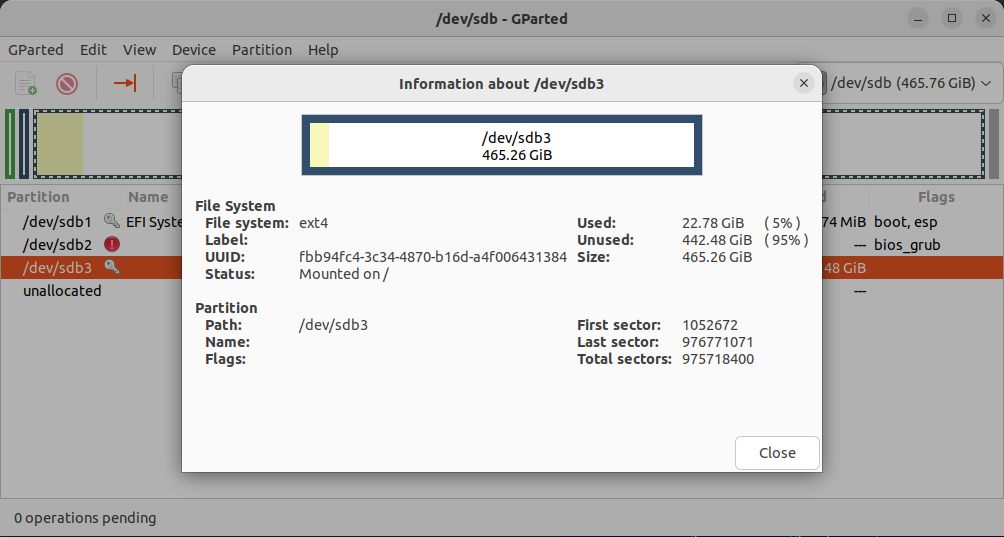 /dev/sdb - GParted
GParted Edit View Device Partition Help
/dev/sdb (465.76 GiB)
Information about /dev/sdb3
/dev/sdb3
465.26 GiB
File System
File system: ext4 Used: 22.78 GiB ( 5% )
Label: Unused: 442.48 GiB ( 95% )
UUID: fbb94fc4-3c34-4870-b16d-a4f006431384 Size: 465.26 GiB
Status: Mounted on /
Partition
Path: /dev/sdb3 First sector: 1052672
Name: Last sector: 976771071
Flags: Total sectors: 975718400
Close
Partition Name Flags
/dev/sdb1 EFI Syste 74 MiB boot, esp
/dev/sdb2 --- bios_grub
/dev/sdb3 48 GiB
unallocated ---
0 operations pending